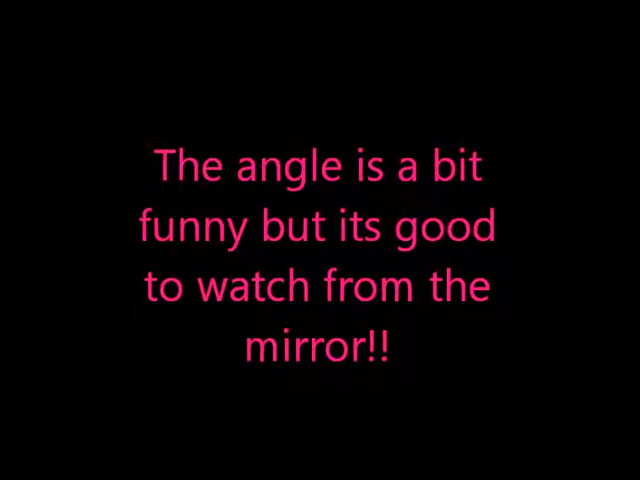 The angle is a bit
funny but its good
to watch from the
mirror!!